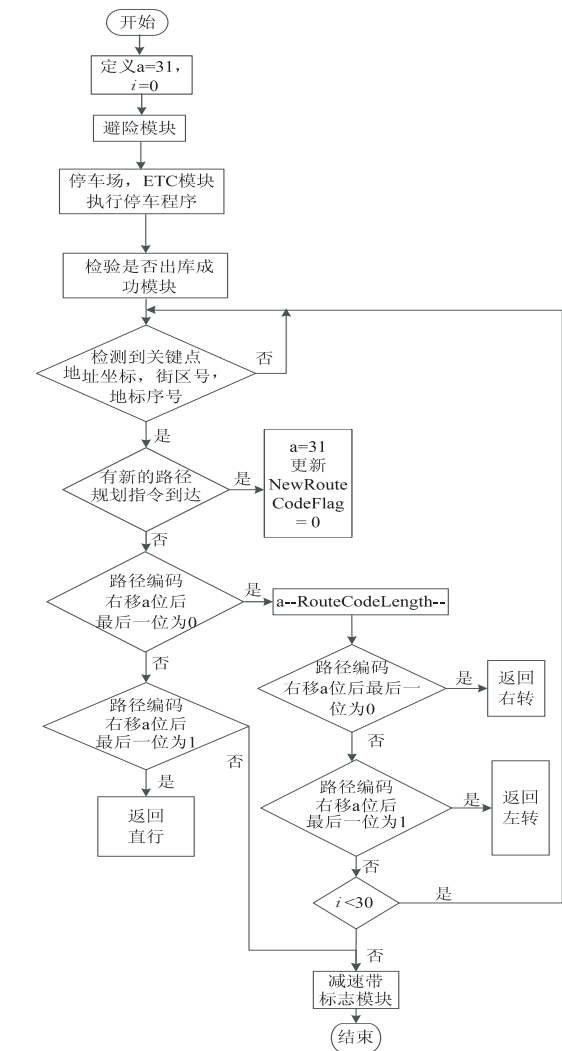 开始
定义a=31，
i=0
避险模块
停车场，ETC模块
执行停车程序
检验是否出库成
功模块
检测到关键点
地址坐标，街区号，
地标序号
否
是
有新的路径
规划指令到达
是
a=31
更新
NewRoute
CodeFlag
= 0
否
路径编码
右移a位后
最后一位为0
是
a--RouteCodeLength--
否
路径编码
右移a位后最后一
位为0
是
返回
右转
路径编码
右移a位后
最后一位为1
否
否
是
返回
直行
路径编码
右移a位后
最后一位为1
是
返回
左转
否
i<30
是
否
减速带
标志模块
结束